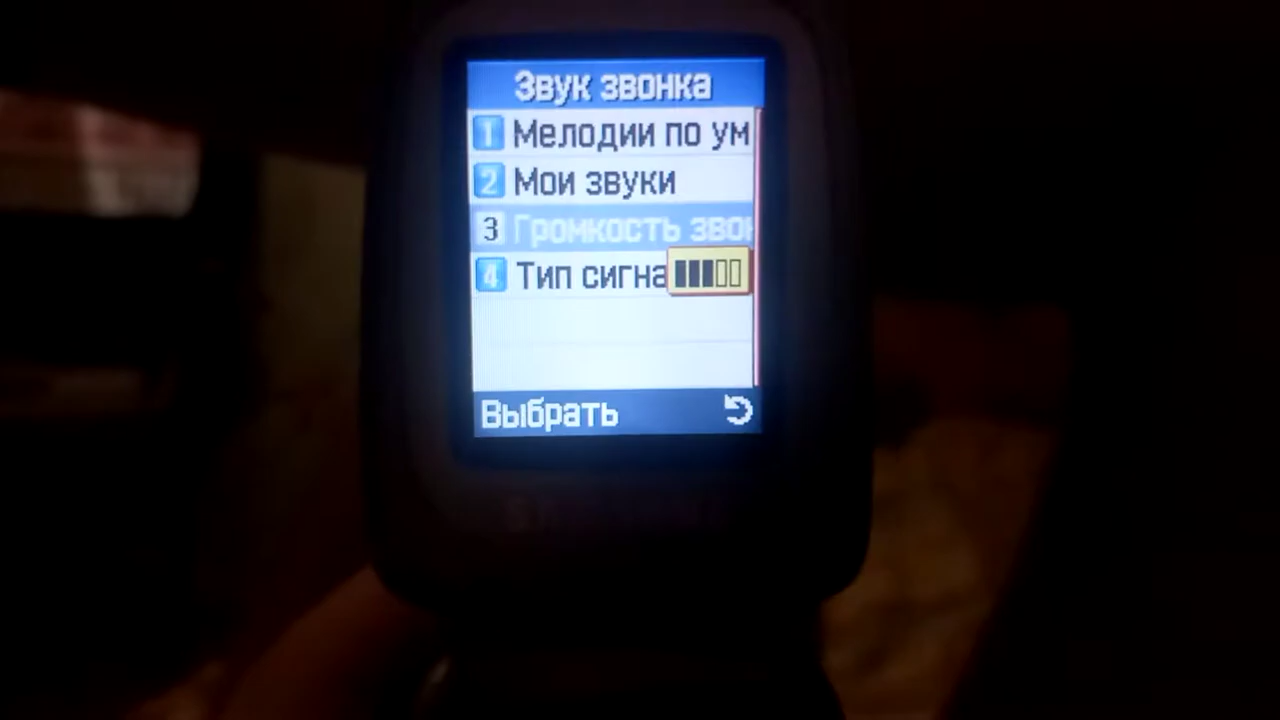 Звук звонка
1 Мелодии по ум
2 Мои звуки
3 Громкость звон
4 Тип сигна
Выбрать